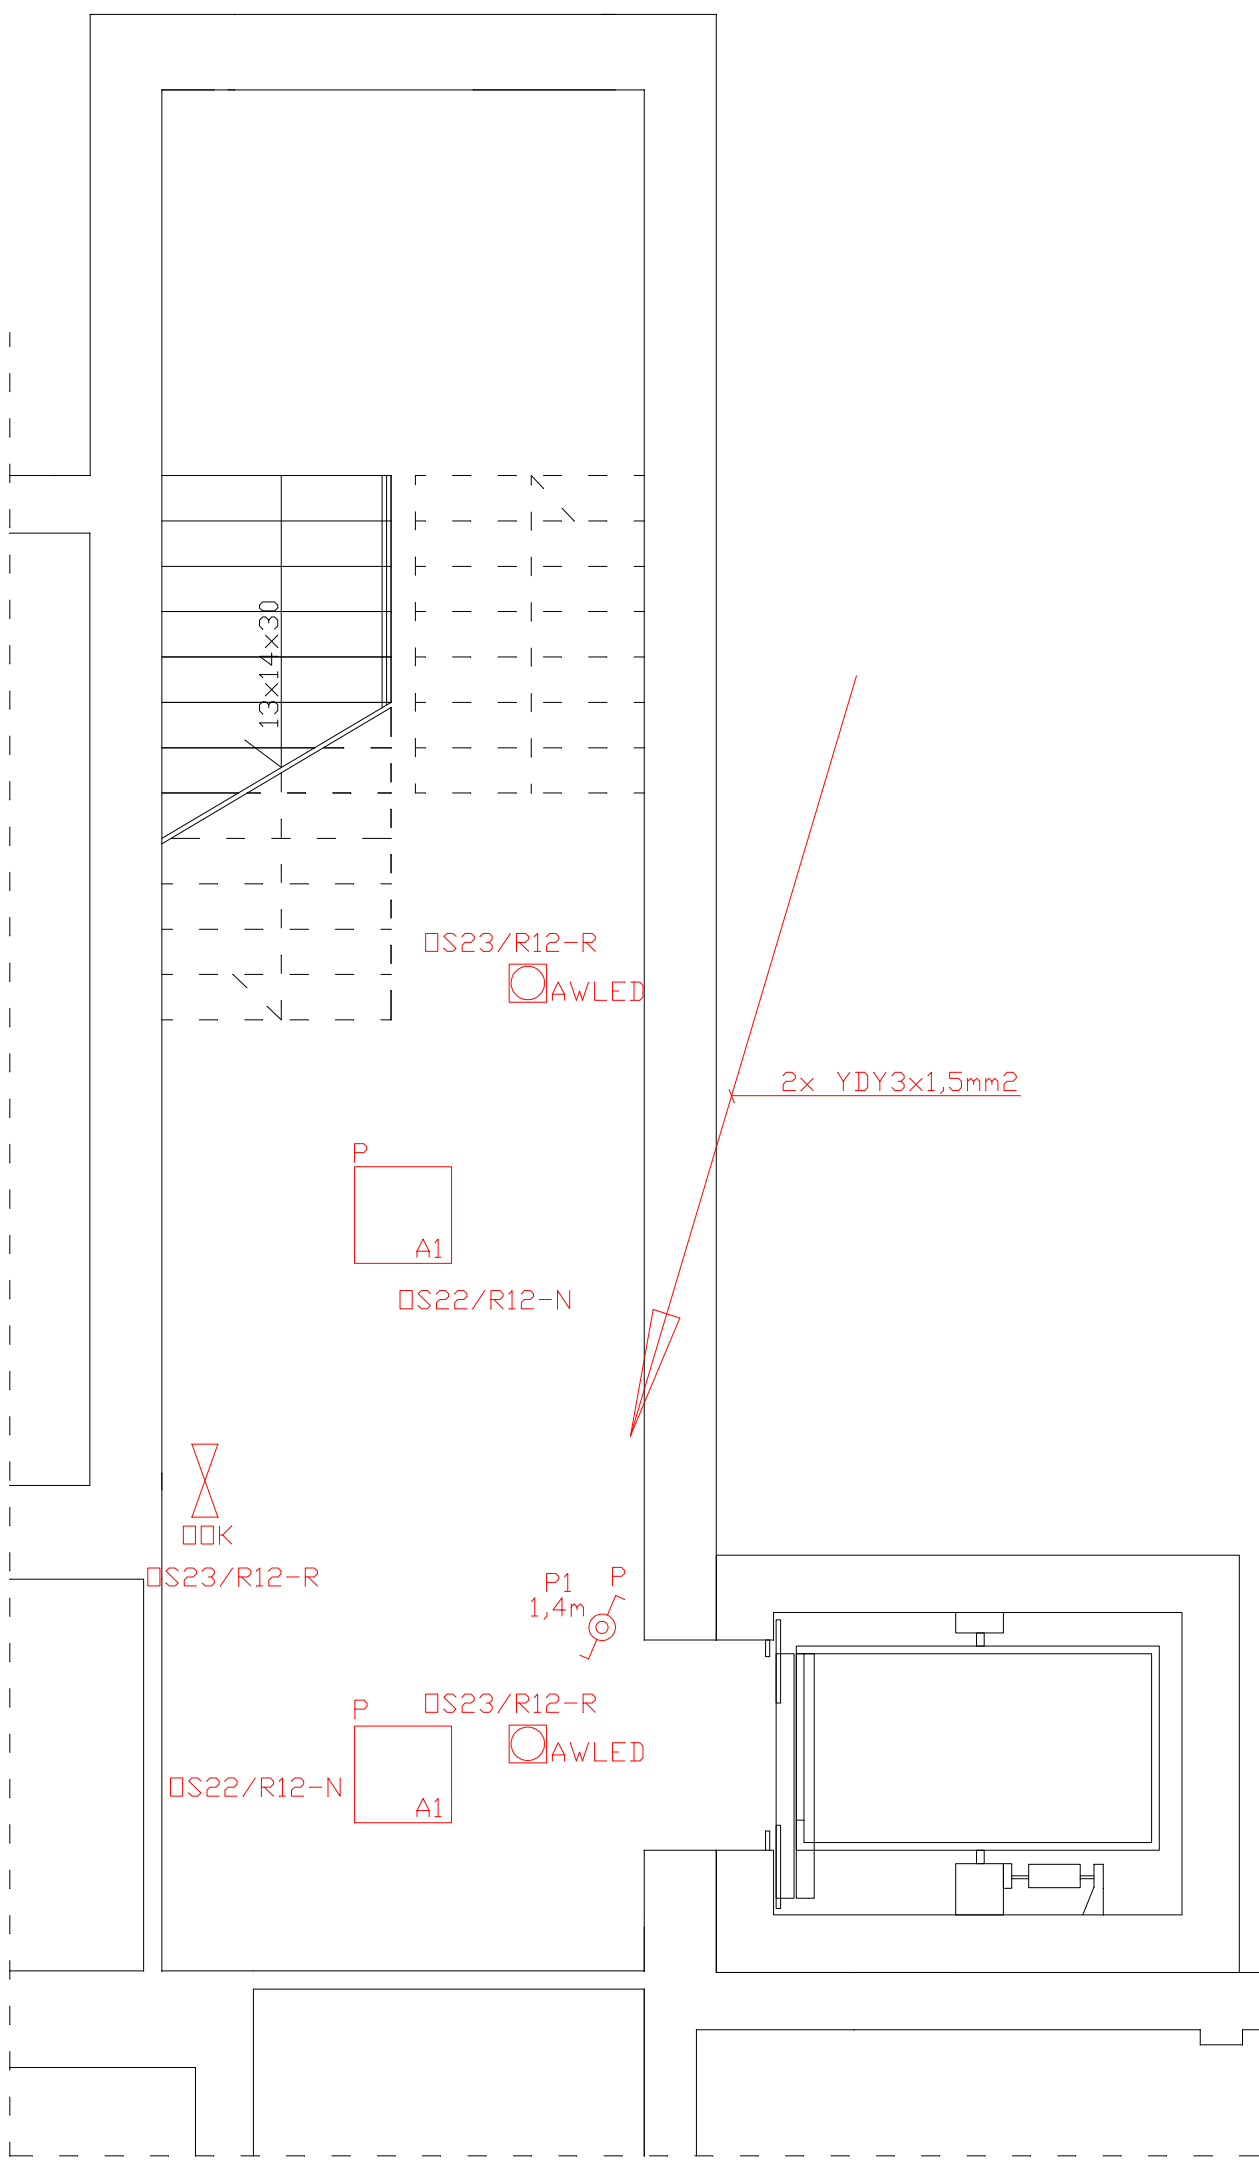 13x14x30
▯S23/R12-R
AWLED
2x YDY3x1,5mm2
P
A1
▯S22/R12-N
▯▯K
▯S23/R12-R
P1
1,4m
P
▯S23/R12-R
AWLED
P
A1
▯S22/R12-N